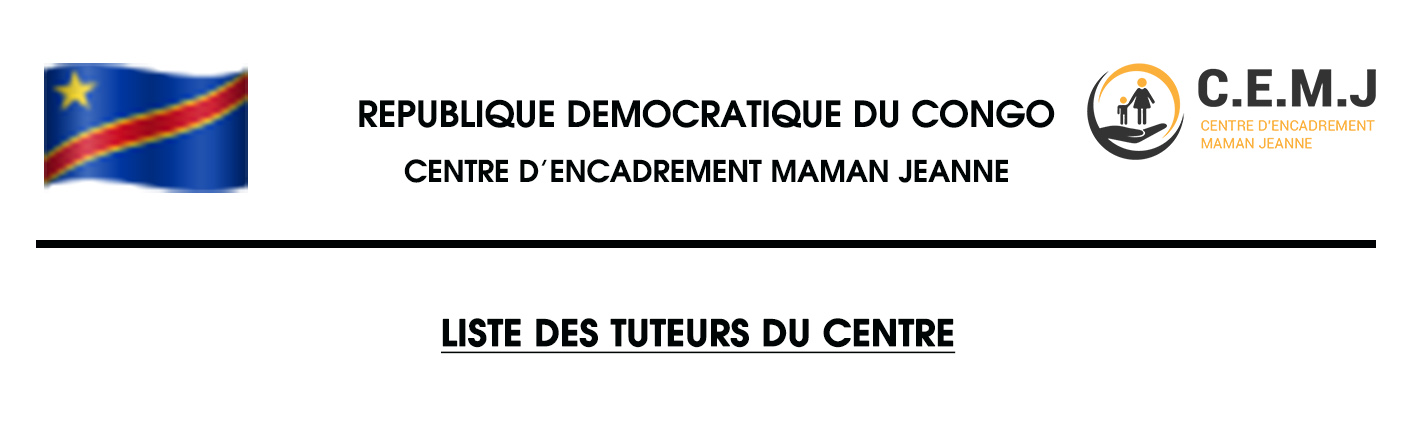 REPUBLIQUE DEMOCRATIQUE DU CONGO
CENTRE D'ENCADREMENT MAMAN JEANNE
C.E.M.J
CENTRE D'ENCADREMENT
MAMAN JEANNE
LISTE DES TUTEURS DU CENTRE